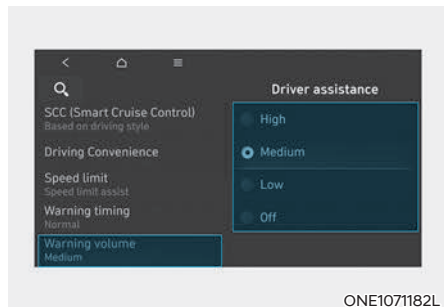 Driver assistance
SCC (Smart Cruise Control)
Based on driving style
Driving Convenience
Speed limit
Speed limit assist
Warning timing
Normal
Warning volume
Medium
High
Medium
Low
Off
ONE1071182L